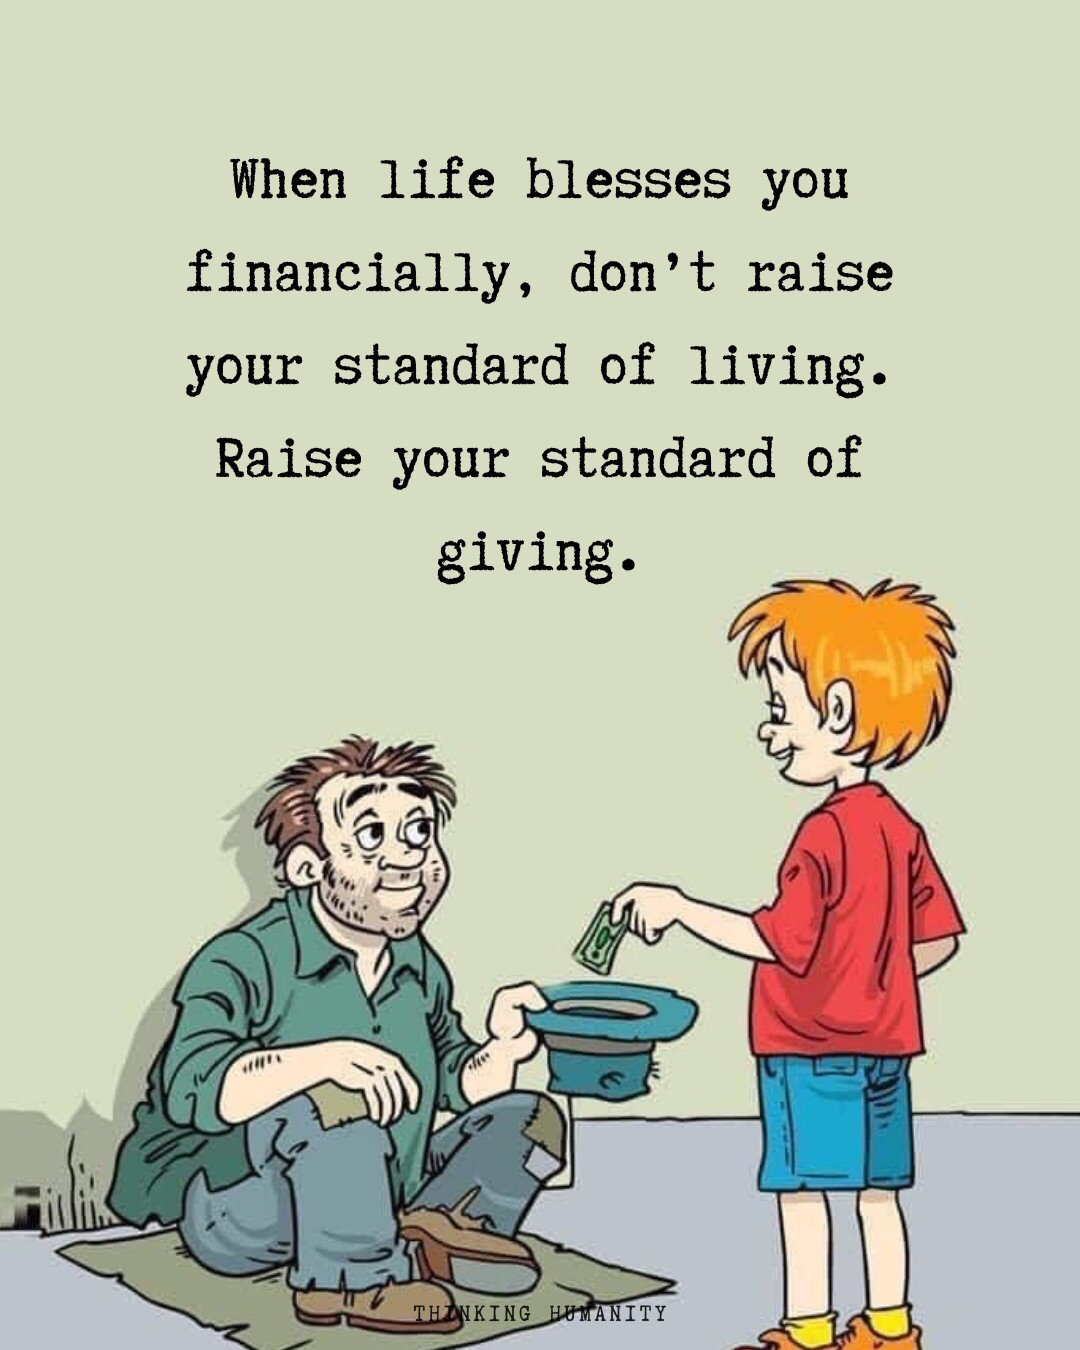 When life blesses you
financially, don't raise
your standard of living.
Raise your standard of
giving.
THINKING HUMANITY